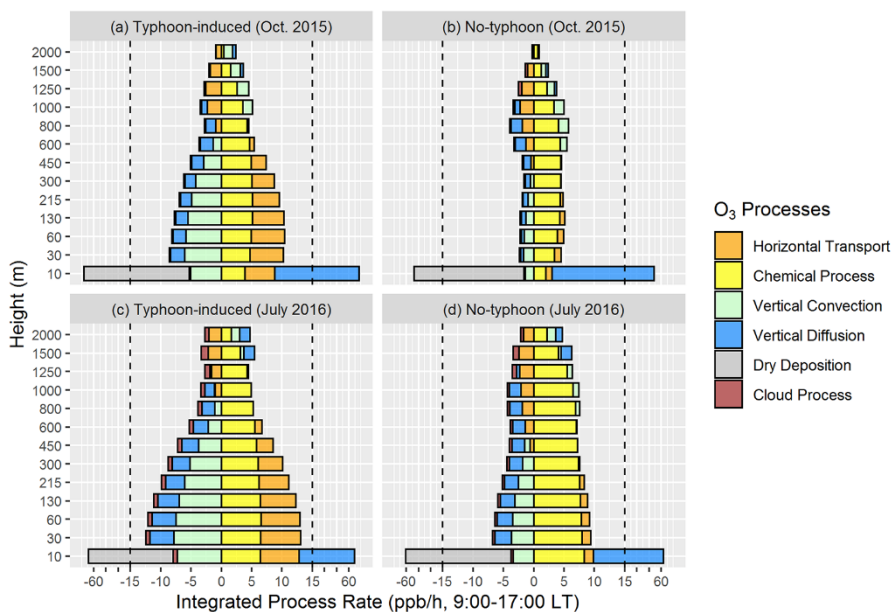 (a) Typhoon-induced (Oct. 2015)
(b) No-typhoon (Oct. 2015)
2000
1500
1250
1000
800
600
450
300
215
130
60
30
10
(c) Typhoon-induced (July 2016)
(d) No-typhoon (July 2016)
2000
1500
1250
1000
800
600
450
300
215
130
60
30
10
Height (m)
-60 -15 -10 -5 0 5 10 15 60
-60 -15 -10 -5 0 5 10 15 60
Integrated Process Rate (ppb/h, 9:00-17:00 LT)
O₃ Processes
Horizontal Transport
Chemical Process
Vertical Convection
Vertical Diffusion
Dry Deposition
Cloud Process